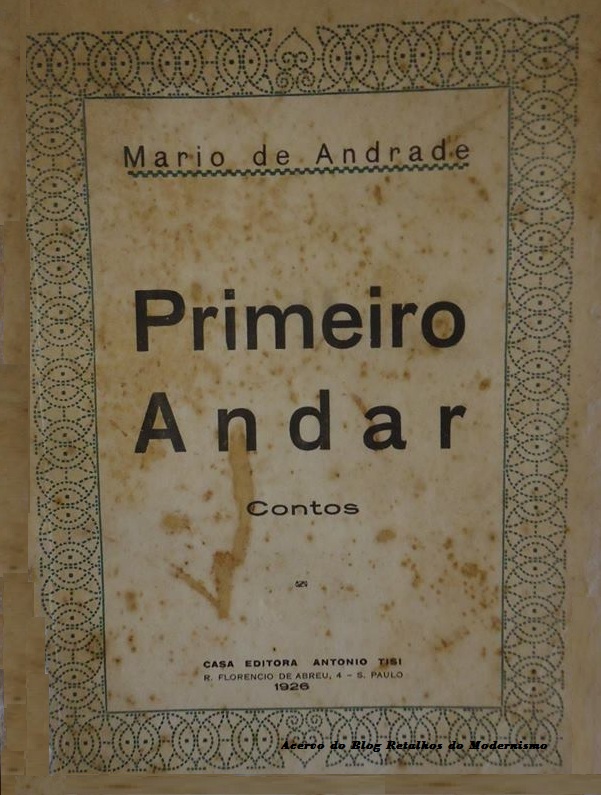 Mario de Andrade
Primeiro
Andar
Contos
CASA EDITORA ANTONIO TISI
R. FLORENCIO DE ABREU, 4 - S. PAULO
1926
Acervo do Blog Retalhos do Modernismo